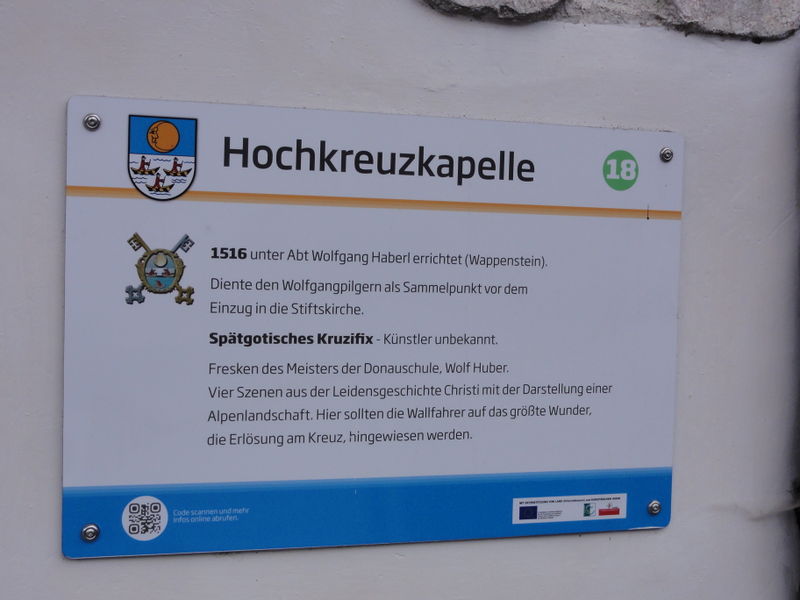 Hochkreuzkapelle
18
1516 unter Abt Wolfgang Haberl errichtet (Wappenstein).
Diente den Wolfgangpilgern als Sammelpunkt vor dem
Einzug in die Stiftskirche.
Spätgotisches Kruzifix - Künstler unbekannt.
Fresken des Meisters der Donauschule, Wolf Huber.
Vier Szenen aus der Leidensgeschichte Christi mit der Darstellung einer
Alpenlandschaft. Hier sollten die Wallfahrer auf das größte Wunder,
die Erlösung am Kreuz, hingewiesen werden.
Code scannen und mehr
Infos online abrufen.